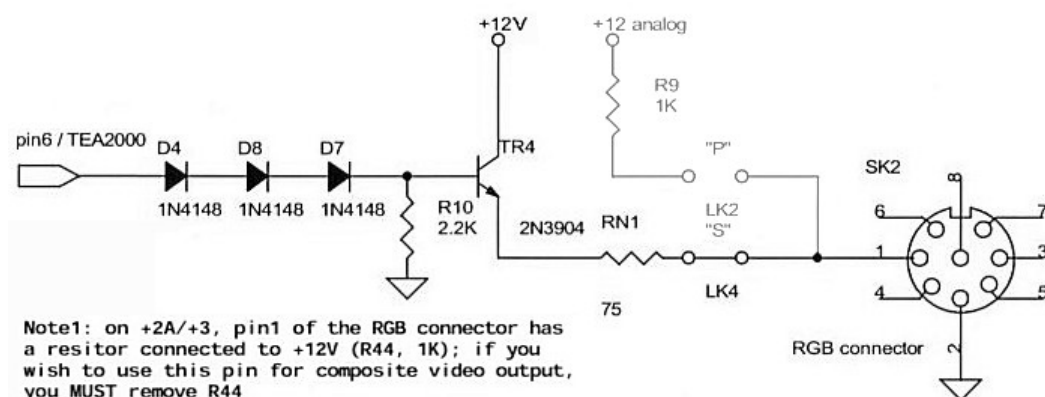 +12V
+12 analog
R9
1K
pin6 / TEA2000
D4
D8
D7
TR4
"P"
SK2
8
1N4148
1N4148
1N4148
R10
2.2K
2N3904
RN1
LK2
"S"
6
7
1
3
4
5
75
LK4
RGB connector
2
Note1: on +2A/+3, pin1 of the RGB connector has
a resitor connected to +12V (R44, 1K); if you
wish to use this pin for composite video output,
you MUST remove R44